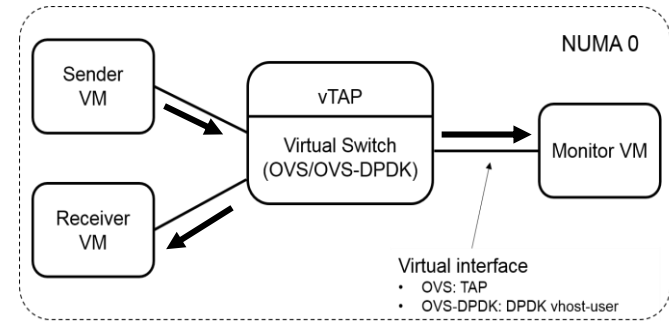 NUMA 0
Sender
VM
vTAP
Virtual Switch
(OVS/OVS-DPDK)
Monitor VM
Receiver
VM
Virtual interface
• OVS: TAP
• OVS-DPDK: DPDK vhost-user